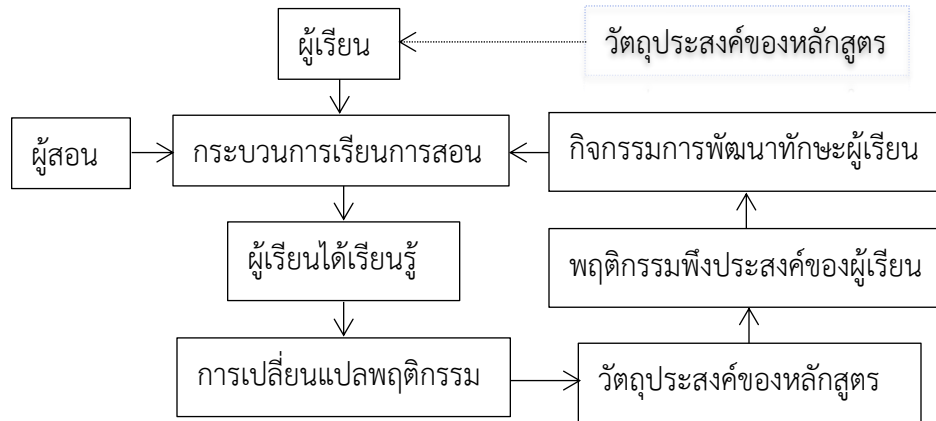 ผู้เรียน
วัตถุประสงค์ของหลักสูตร
ผู้สอน
กระบวนการเรียนการสอน
กิจกรรมการพัฒนาทักษะผู้เรียน
ผู้เรียนได้เรียนรู้
พฤติกรรมพึงประสงค์ของผู้เรียน
การเปลี่ยนแปลพฤติกรรม
วัตถุประสงค์ของหลักสูตร